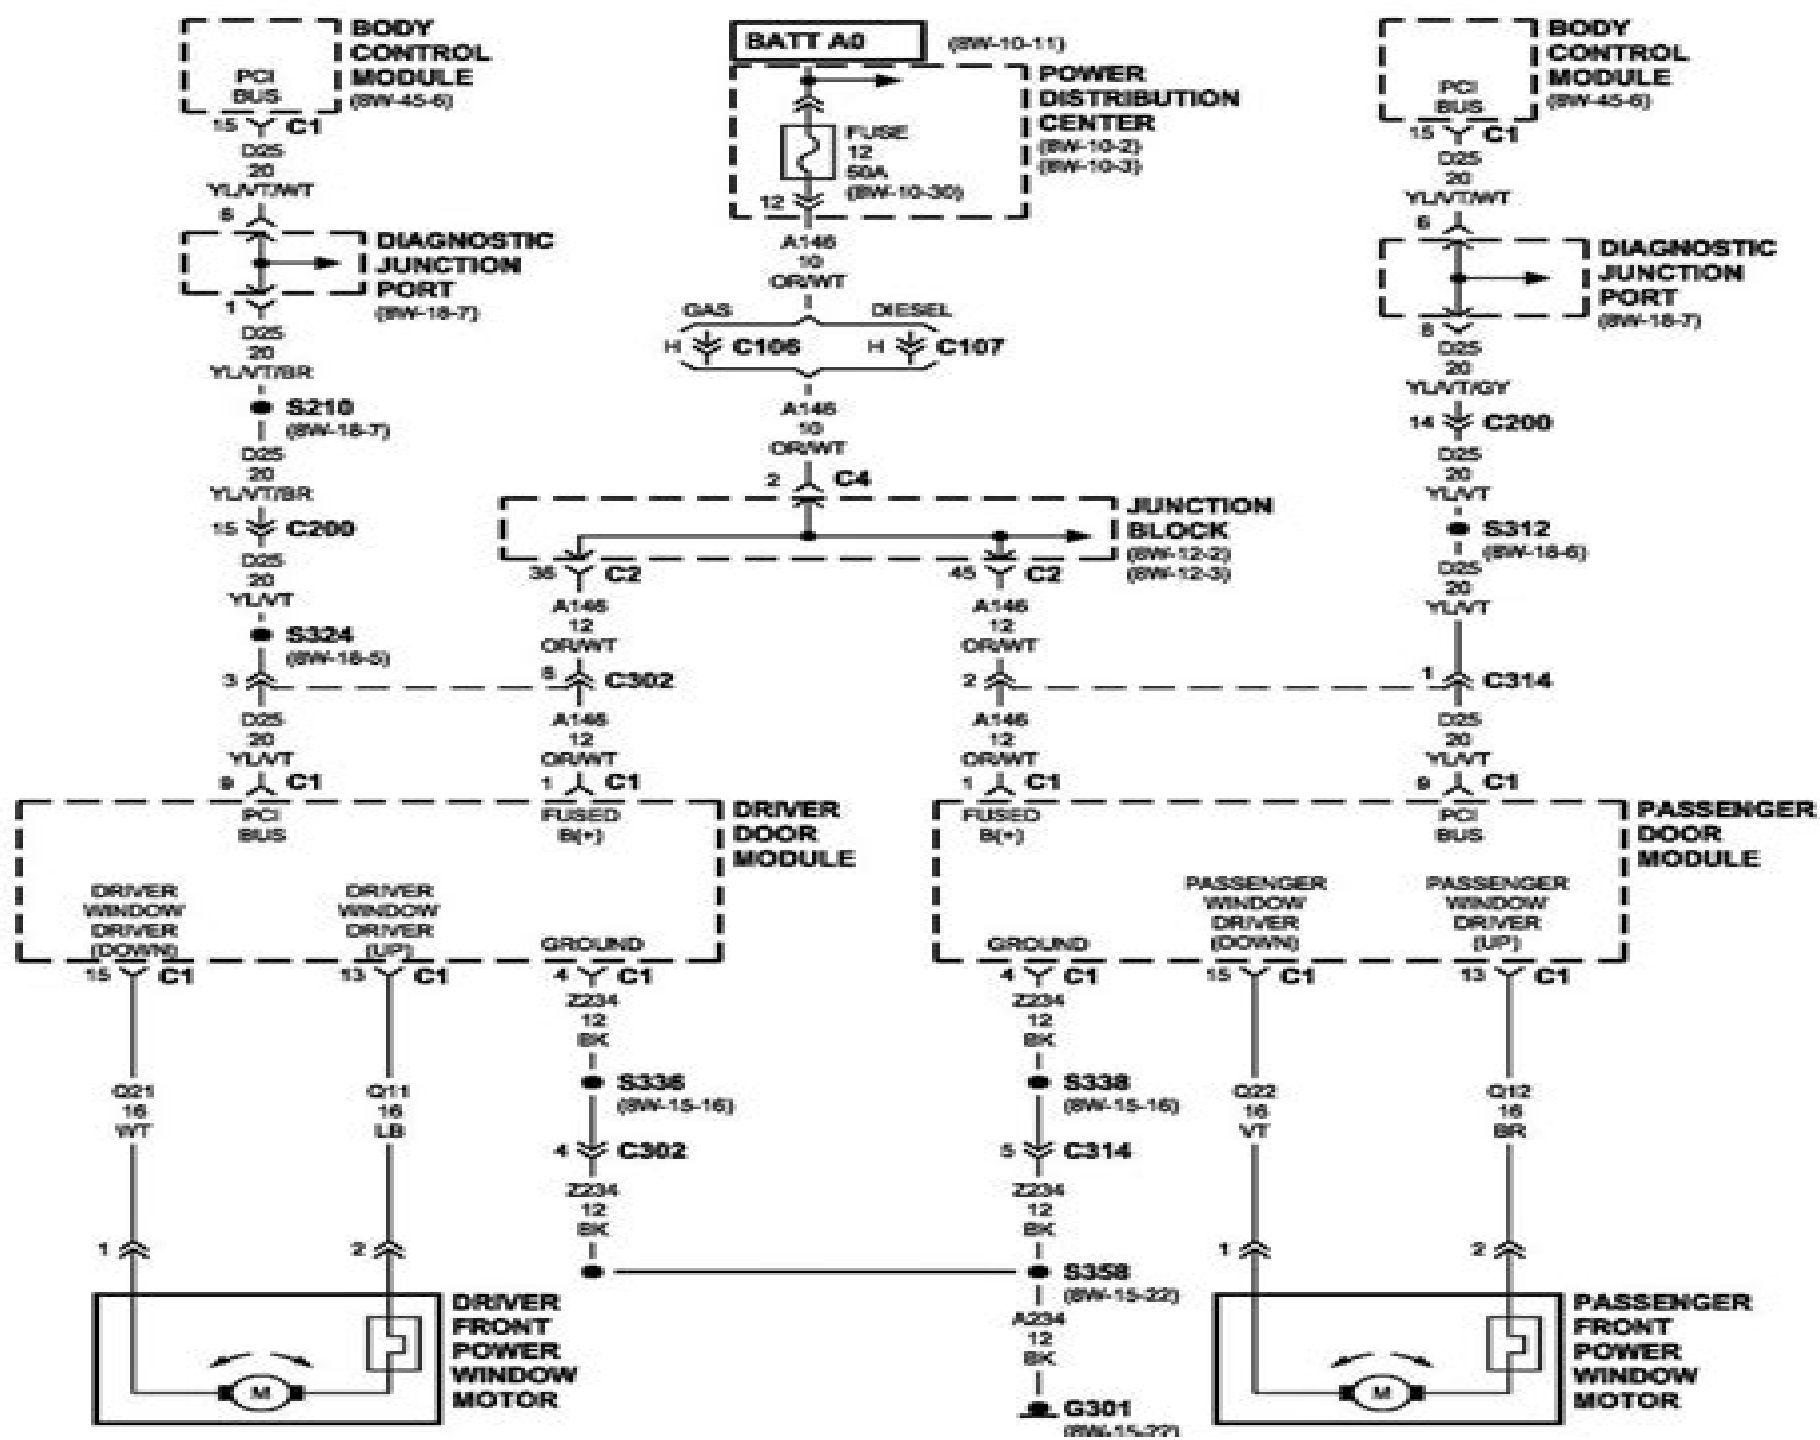 BODY
CONTROL
MODULE
(8W-45-6)
PCI
BUS
15
C1
D25
20
YL/VT/WT
6
DIAGNOSTIC
JUNCTION
PORT
(8W-18-7)
1
D25
20
YL/VT/BR
S210
(8W-18-7)
D25
20
YL/VT/BR
15
C200
D25
20
YL/VT
S324
(8W-18-5)
3
D25
20
YL/VT
9
C1
BATT A0
(8W-10-11)
POWER
DISTRIBUTION
CENTER
(8W-10-2)
(8W-10-3)
FUSE
12
50A
(8W-10-30)
12
A146
10
OR/WT
GAS
DIESEL
H
C106
H
C107
A146
10
OR/WT
2
C4
JUNCTION
BLOCK
(8W-12-2)
(8W-12-3)
C2
45
C2
A146
12
OR/WT
A146
12
OR/WT
C302
2
A146
12
OR/WT
A146
12
OR/WT
1
C1
1
C1
BODY
CONTROL
MODULE
(8W-45-6)
PCI
BUS
15
C1
D25
20
YL/VT/WT
6
DIAGNOSTIC
JUNCTION
PORT
(8W-18-7)
D25
20
YL/VT/GY
14
C200
D25
20
YL/VT
S312
(8W-18-6)
D25
20
YL/VT
1
C314
D25
20
YL/VT
9
C1
PCI
BUS
FUSED
B(+)
DRIVER
DOOR
MODULE
DRIVER
WINDOW
DRIVER
(DOWN)
DRIVER
WINDOW
DRIVER
(UP)
GROUND
15
C1
13
C1
4
C1
FUSED
B(+)
PCI
BUS
PASSENGER
DOOR
MODULE
GROUND
PASSENGER
WINDOW
DRIVER
(DOWN)
PASSENGER
WINDOW
DRIVER
(UP)
4
C1
15
C1
13
C1
Q21
16
WT
Q11
16
LB
Z234
12
BK
S336
(8W-15-16)
4
C302
Z234
12
BK
Z234
12
BK
S338
(8W-15-16)
5
C314
Z234
12
BK
S358
(8W-15-22)
A234
12
BK
G301
(8W-15-22)
Q22
16
VT
Q12
16
BR
1
2
DRIVER
FRONT
POWER
WINDOW
MOTOR
M
1
2
PASSENGER
FRONT
POWER
WINDOW
MOTOR
M